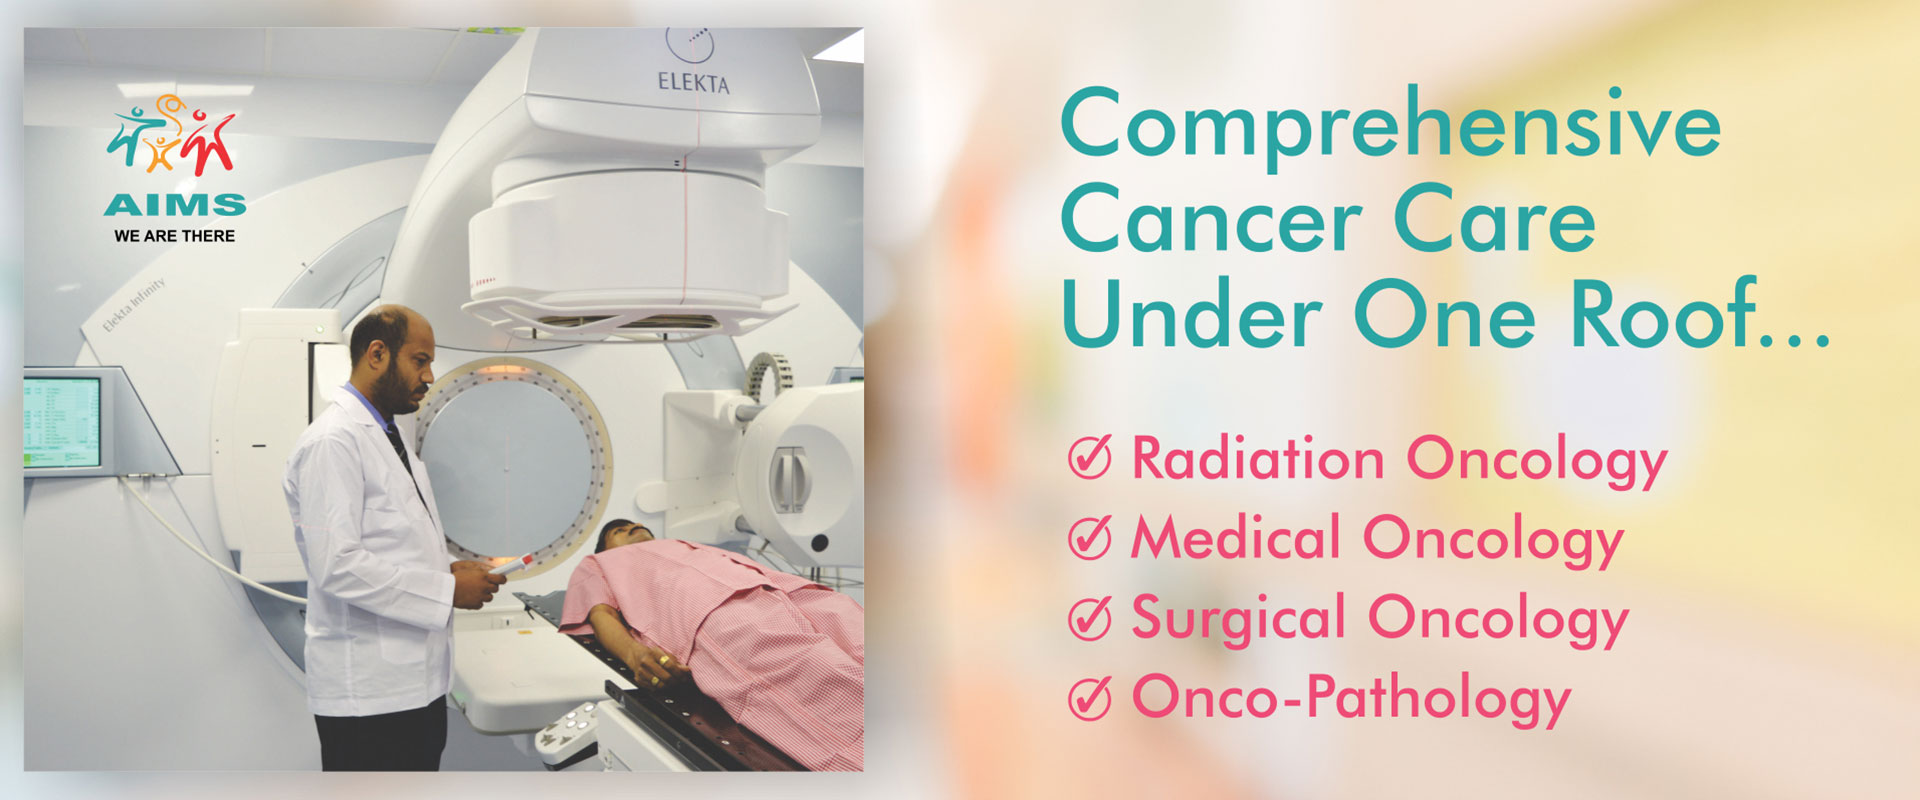 ELEKTA
AIMS
WE ARE THERE
Elekta Infinity
Comprehensive
Cancer Care
Under One Roof...
Radiation Oncology
Medical Oncology
Surgical Oncology
Onco-Pathology